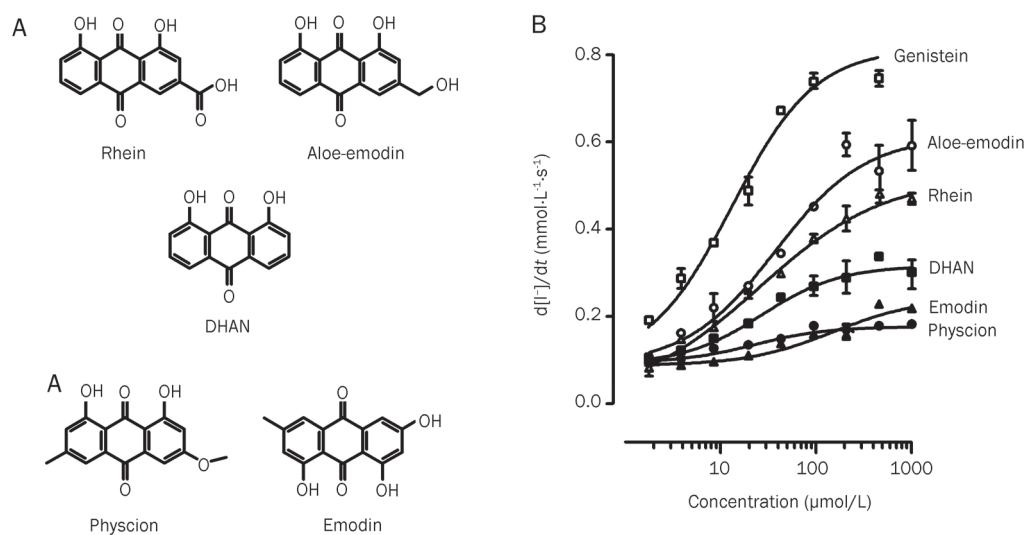 A
OH O OH
OH
O
O
Rhein
OH O OH
OH
O
Aloe-emodin
OH O OH
O
DHAN
A
OH O OH
O
O
Physcion
O
OH
OH O OH
Emodin
B
d[I⁻]/dt (mmol·L⁻¹·s⁻¹)
0.8
0.6
0.4
0.2
0.0
Genistein
Aloe-emodin
Rhein
DHAN
Emodin
Physcion
10 100 1000
Concentration (µmol/L)